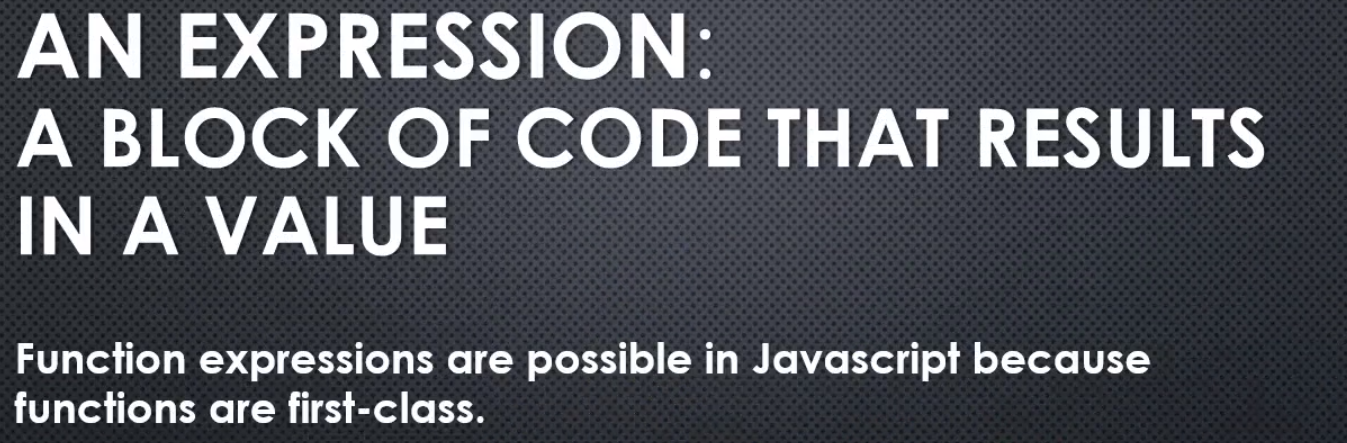 AN EXPRESSION:
A BLOCK OF CODE THAT RESULTS
IN A VALUE
Function expressions are possible in Javascript because
functions are first-class.